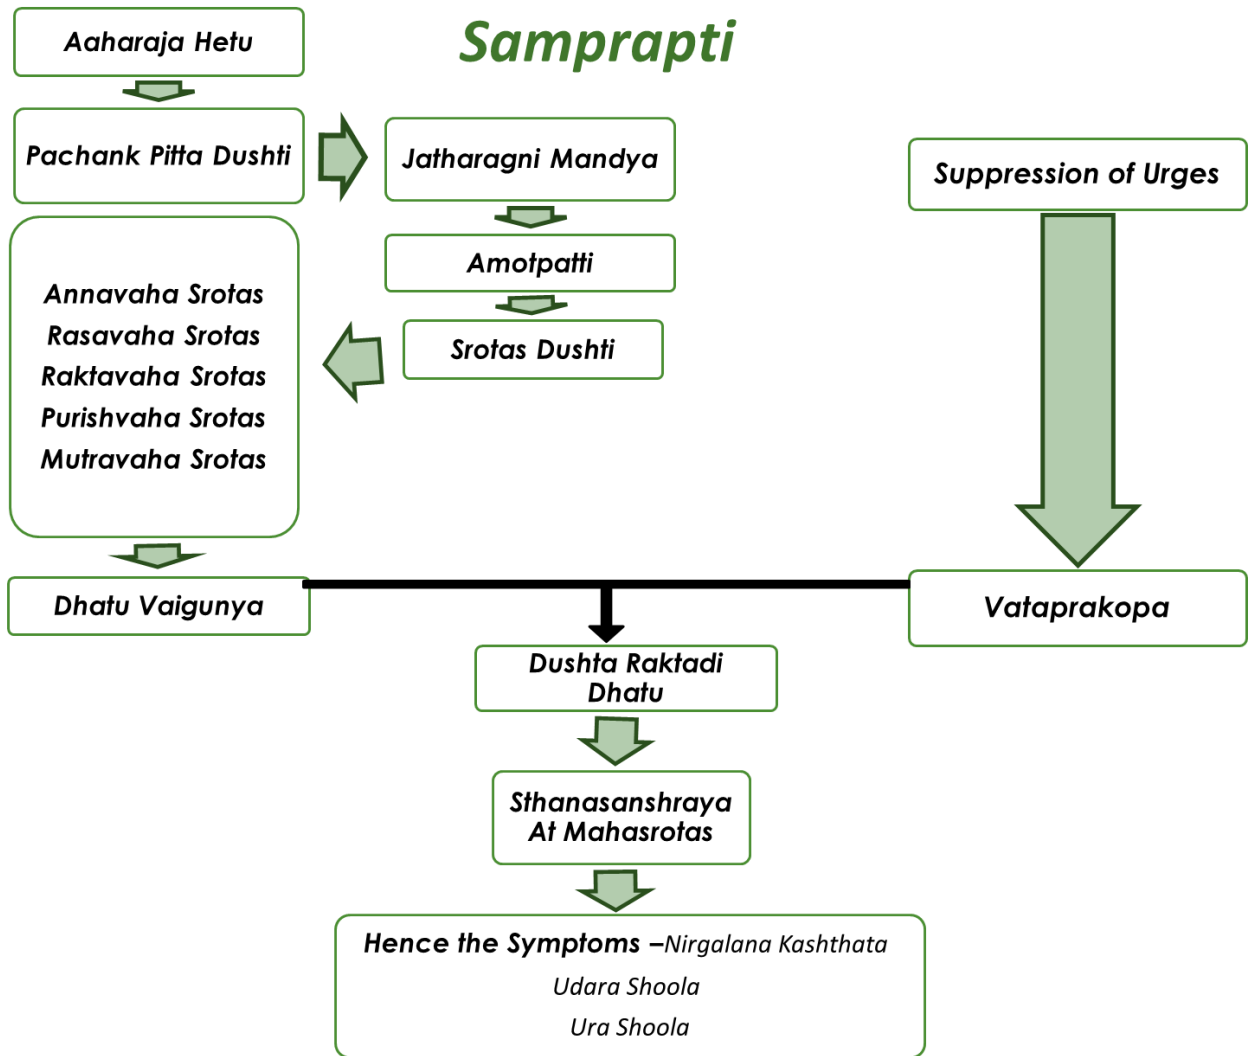 Samprapti
Aaharaja Hetu
Pachank Pitta Dushti
Jatharagni Mandya
Amotpatti
Srotas Dushti
Annavaha Srotas
Rasavaha Srotas
Raktavaha Srotas
Purishvaha Srotas
Mutravaha Srotas
Dhatu Vaigunya
Suppression of Urges
Vataprakopa
Dushta Raktadi
Dhatu
Sthanasanshraya
At Mahasrotas
Hence the Symptoms –Nirgalana Kashthata
Udara Shoola
Ura Shoola